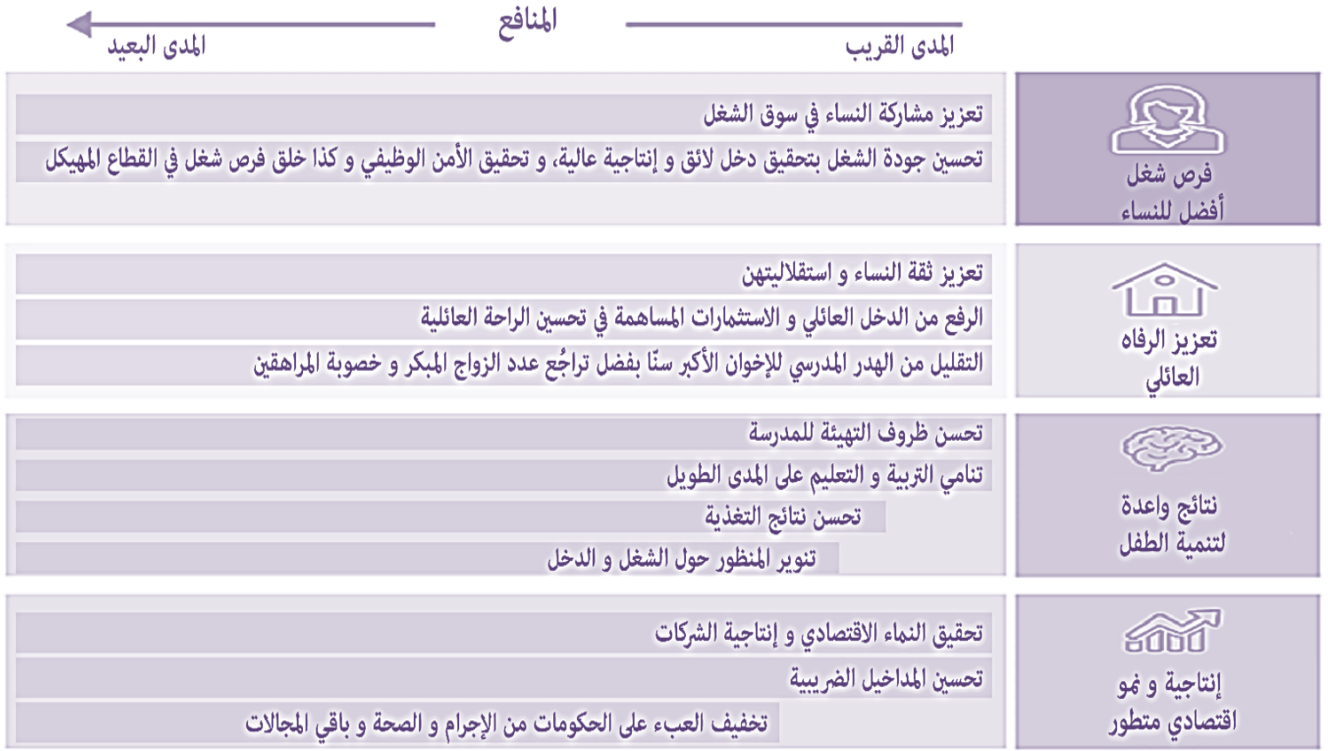 المنافع
المدى القريب
المدى البعيد
فرص شغل
أفضل للنساء
تعزيز مشاركة النساء في سوق الشغل
تحسين جودة الشغل بتحقيق دخل لائق و إنتاجية عالية، و تحقيق الأمن الوظيفي و كذا خلق فرص شغل في القطاع المهيكل
تعزيز الرفاه
العائلي
تعزيز ثقة النساء و استقلاليتهن
الرفع من الدخل العائلي و الاستثمارات المساهمة في تحسين الراحة العائلية
التقليل من الهدر المدرسي للإخوان الأكبر سنّا بفضل تراجُع عدد الزواج المبكر و خصوبة المراهقين
نتائج واعدة
لتنمية الطفل
تحسن ظروف التهيئة للمدرسة
تنامي التربية و التعليم على المدى الطويل
تحسن نتائج التغذية
تنوير المنظور حول الشغل و الدخل
إنتاجية و نمو
اقتصادي متطور
تحقيق النماء الاقتصادي و إنتاجية الشركات
تحسين المداخيل الضريبية
تخفيف العبء على الحكومات من الإجرام و الصحة و باقي المجالات